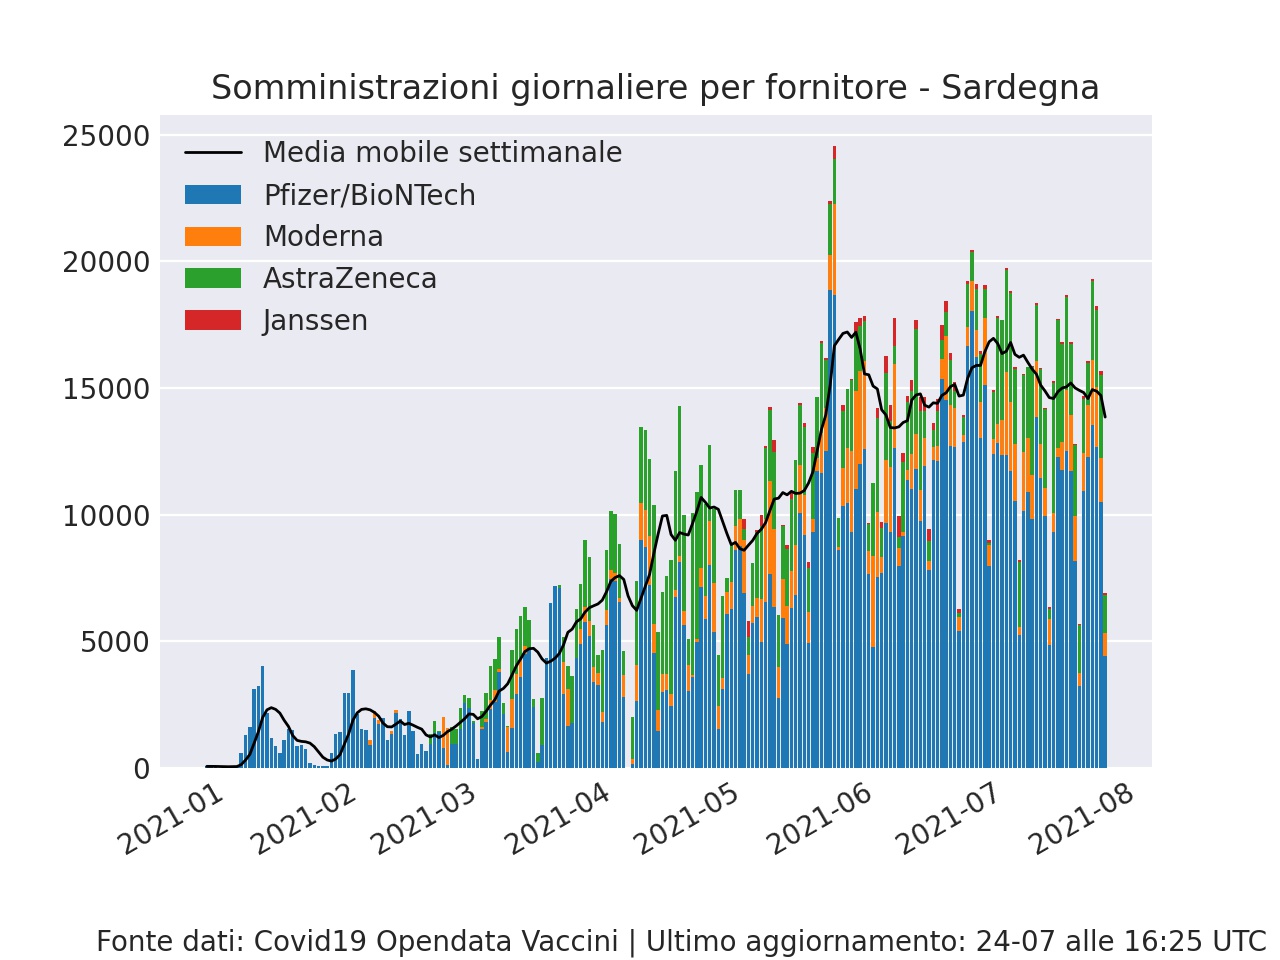 Somministrazioni giornaliere per fornitore - Sardegna
25000
20000
15000
10000
5000
0
Media mobile settimanale
Pfizer/BioNTech
Moderna
AstraZeneca
Janssen
2021-01
2021-02
2021-03
2021-04
2021-05
2021-06
2021-07
2021-08
Fonte dati: Covid19 Opendata Vaccini | Ultimo aggiornamento: 24-07 alle 16:25 UTC